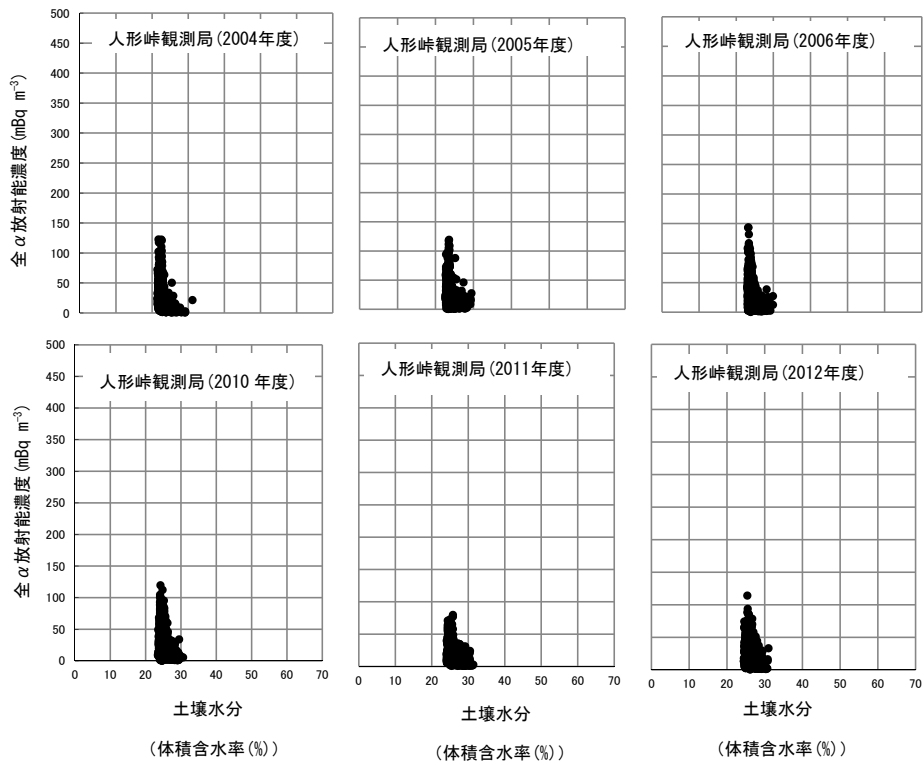 人形峠観測局(2004年度)
人形峠観測局(2005年度)
人形峠観測局(2006年度)
全α放射能濃度(mBq m⁻³)
500
450
400
350
300
250
200
150
100
50
0
人形峠観測局(2010 年度)
人形峠観測局(2011年度)
人形峠観測局(2012年度)
全α放射能濃度(mBq m⁻³)
500
450
400
350
300
250
200
150
100
50
0
0 10 20 30 40 50 60 70
0 10 20 30 40 50 60 70
0 10 20 30 40 50 60 70
土壌水分
(体積含水率(%))
土壌水分
(体積含水率(%))
土壌水分
(体積含水率(%))